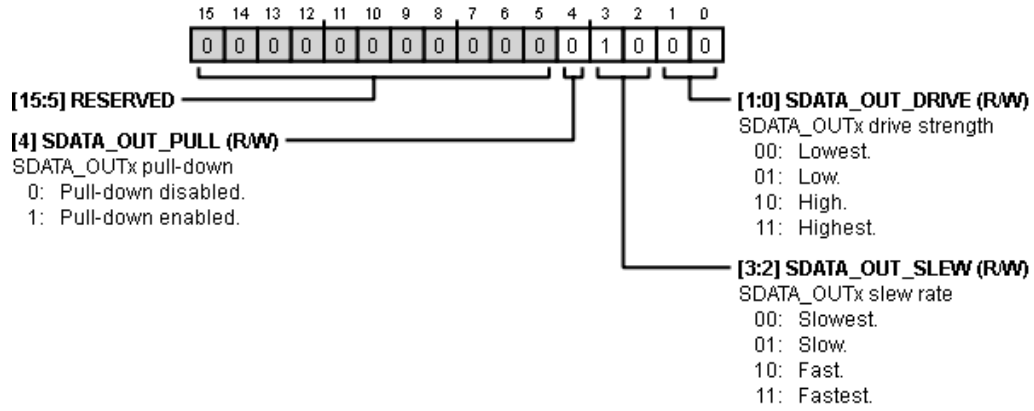 15 14 13 12 11 10 9 8 7 6 5 4 3 2 1 0
0 0 0 0 0 0 0 0 0 0 0 0 1 0 0 0
[15:5] RESERVED
[4] SDATA_OUT_PULL (R/W)
SDATA_OUTx pull-down
0: Pull-down disabled.
1: Pull-down enabled.
[1:0] SDATA_OUT_DRIVE (R/W)
SDATA_OUTx drive strength
00: Lowest.
01: Low.
10: High.
11: Highest.
[3:2] SDATA_OUT_SLEW (R/W)
SDATA_OUTx slew rate
00: Slowest.
01: Slow.
10: Fast.
11: Fastest.